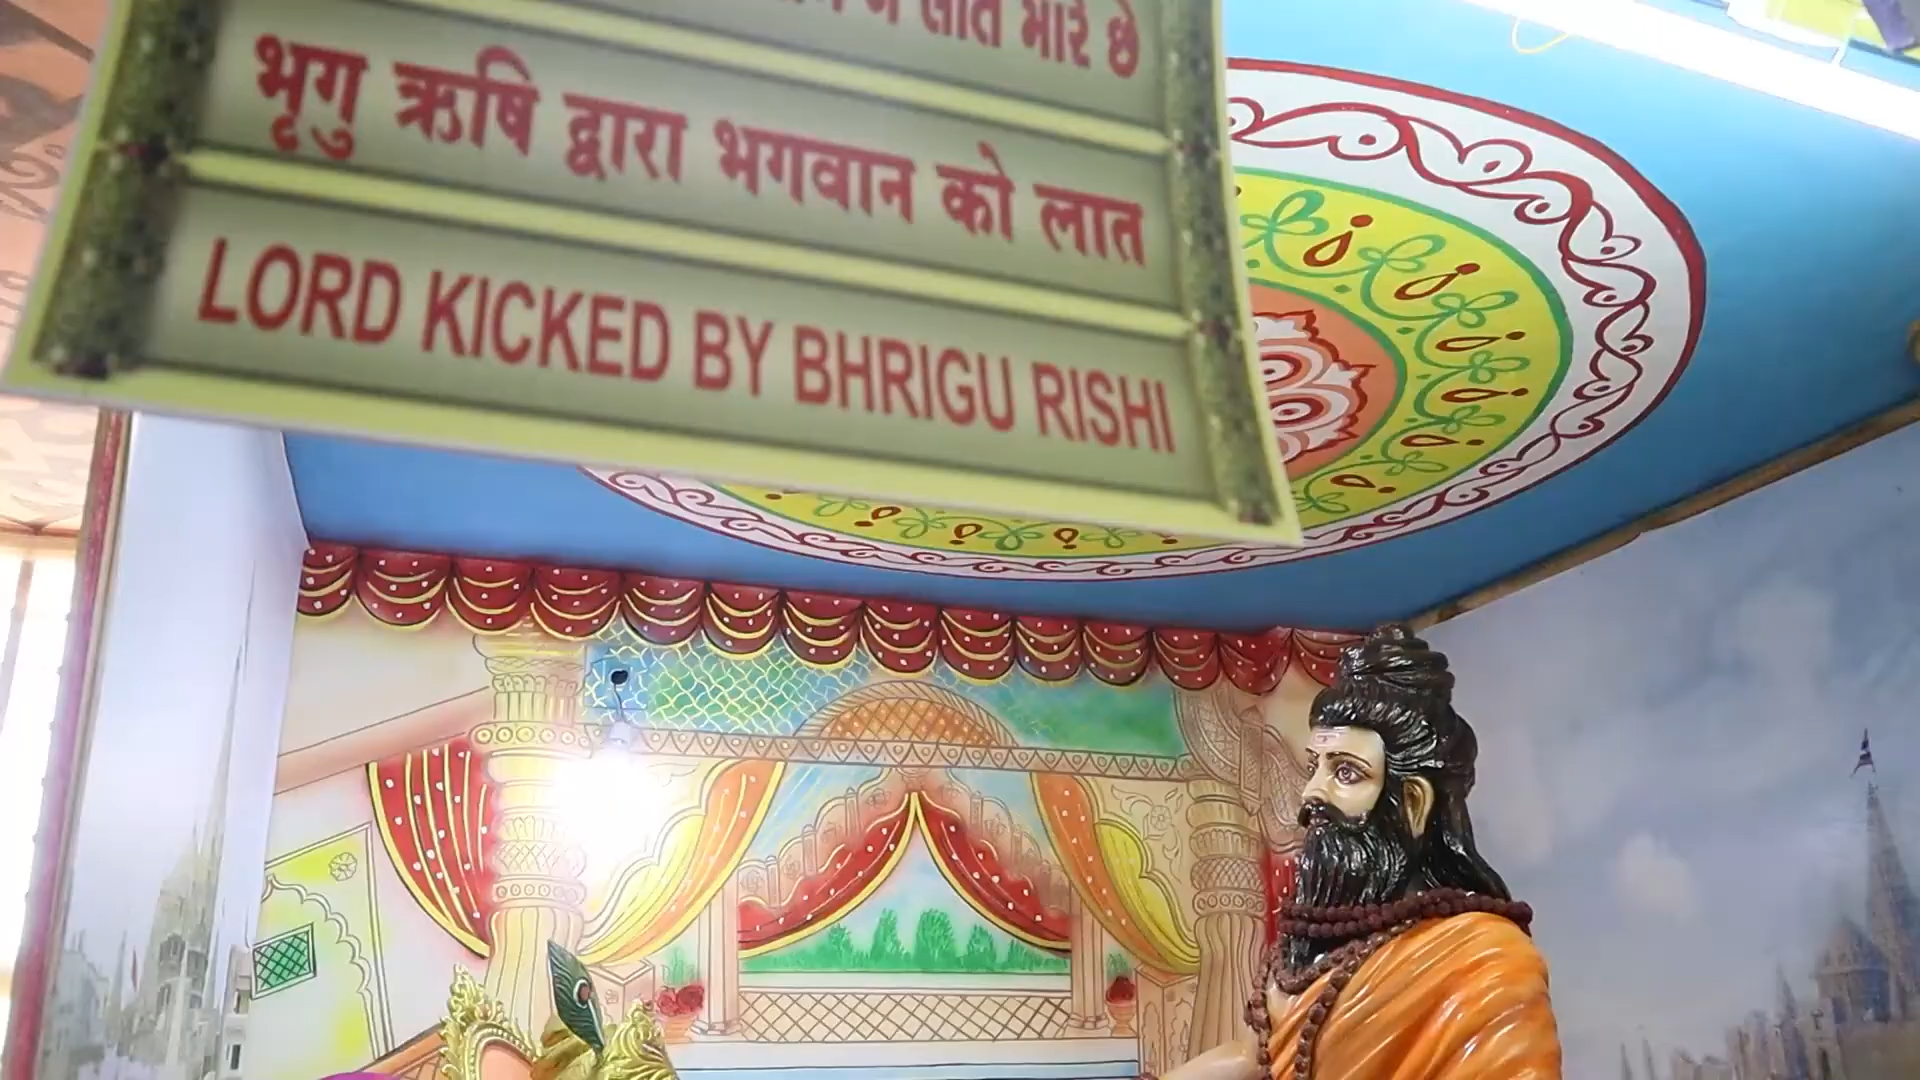 લાત મારે છે
भृगु ऋषि द्वारा भगवान को लात
LORD KICKED BY BHRIGU RISHI